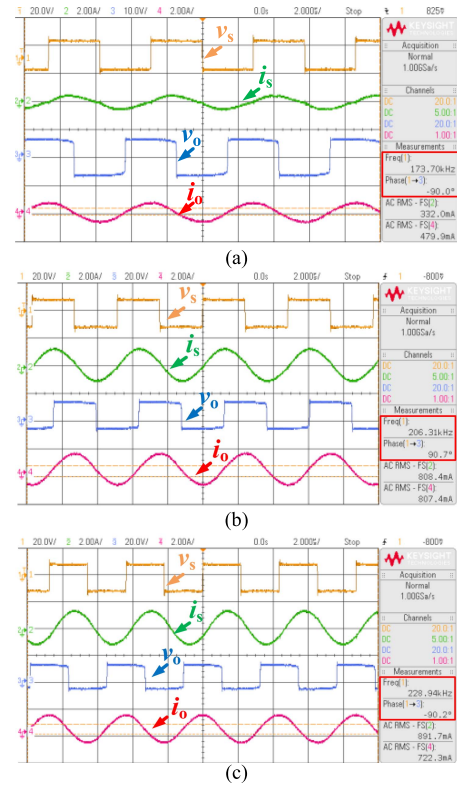 1 20.0V/ 2 2.00A/ 3 10.0V/ 4 2.00A/ 0.0s 2.000s/ Stop 1 825V
KEYSIGHT
Acquisition
Normal
1.00GSa/s
Channels
DC 20.0:1
DC 5.00:1
DC 20.0:1
DC 1.00:1
Measurements
Freq(1):
173.70kHz
Phase(1→3):
-90.0°
AC RMS - FS(2):
332.0mA
AC RMS - FS(4):
479.9mA
vs
is
vo
io
(a)
1 20.0V/ 2 2.00A/ 3 20.0V/ 4 2.00A/ 0.0s 2.000s/ Stop 1
KEYSIGHT
Acquisition
Normal
1.00GSa/s
Channels
DC 20.0:1
DC 5.00:1
DC 20.0:1
DC 1.00:1
Measurements
Freq(1):
206.31kHz
Phase(1→3):
90.7°
AC RMS - FS(2):
808.4mA
AC RMS - FS(4):
807.4mA
vs
is
vo
io
(b)
1 20.0V/ 2 2.00A/ 3 20.0V/ 4 2.00A/ 0.0s 2.000s/ Stop 1
KEYSIGHT
Acquisition
Normal
1.00GSa/s
Channels
DC 20.0:1
DC 5.00:1
DC 20.0:1
DC 1.00:1
Measurements
Freq(1):
228.94kHz
Phase(1→3):
-90.2°
AC RMS - FS(2):
891.7mA
AC RMS - FS(4):
722.3mA
vs
is
vo
io
(c)